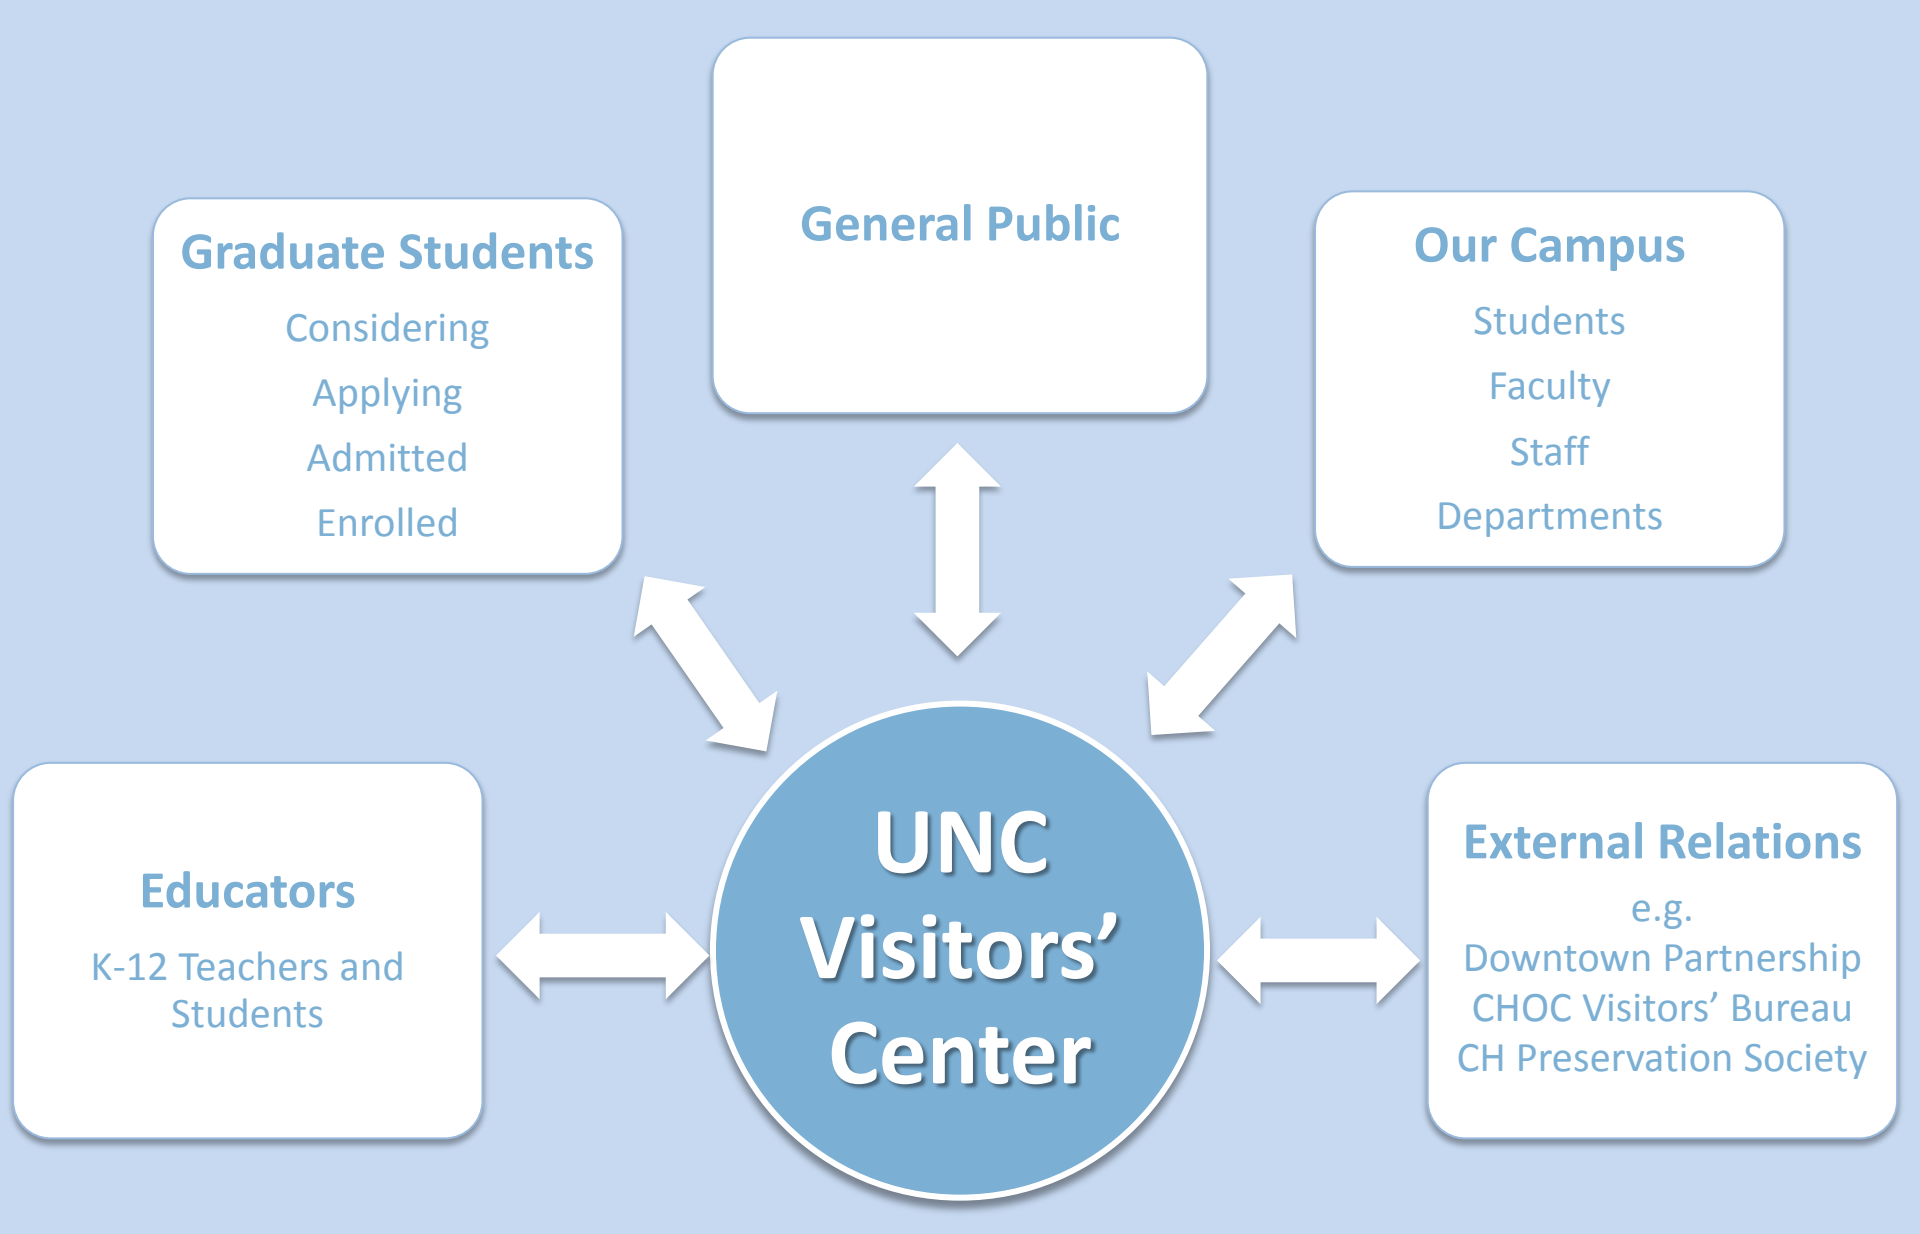 General Public
Graduate Students
Considering
Applying
Admitted
Enrolled
Our Campus
Students
Faculty
Staff
Departments
Educators
K-12 Teachers and
Students
UNC
Visitors’
Center
External Relations
e.g.
Downtown Partnership
CHOC Visitors’ Bureau
CH Preservation Society